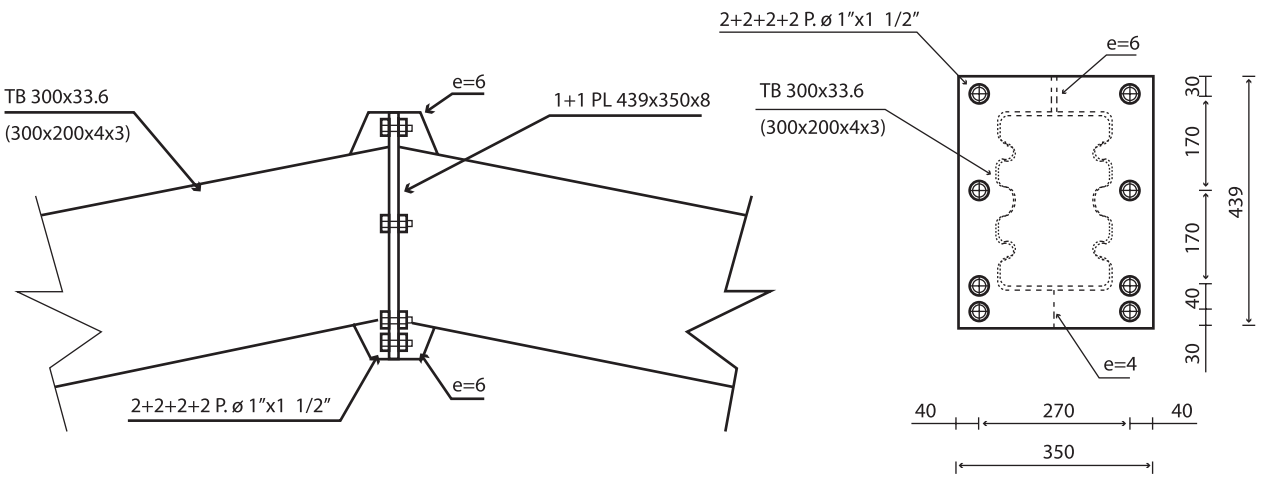 TB 300x33.6
(300x200x4x3)
e=6
1+1 PL 439x350x8
2+2+2+2 P. ø 1”x1 1/2”
e=6
2+2+2+2 P. ø 1”x1 1/2”
e=6
TB 300x33.6
(300x200x4x3)
30
170
170
40
30
439
e=4
40
270
40
350